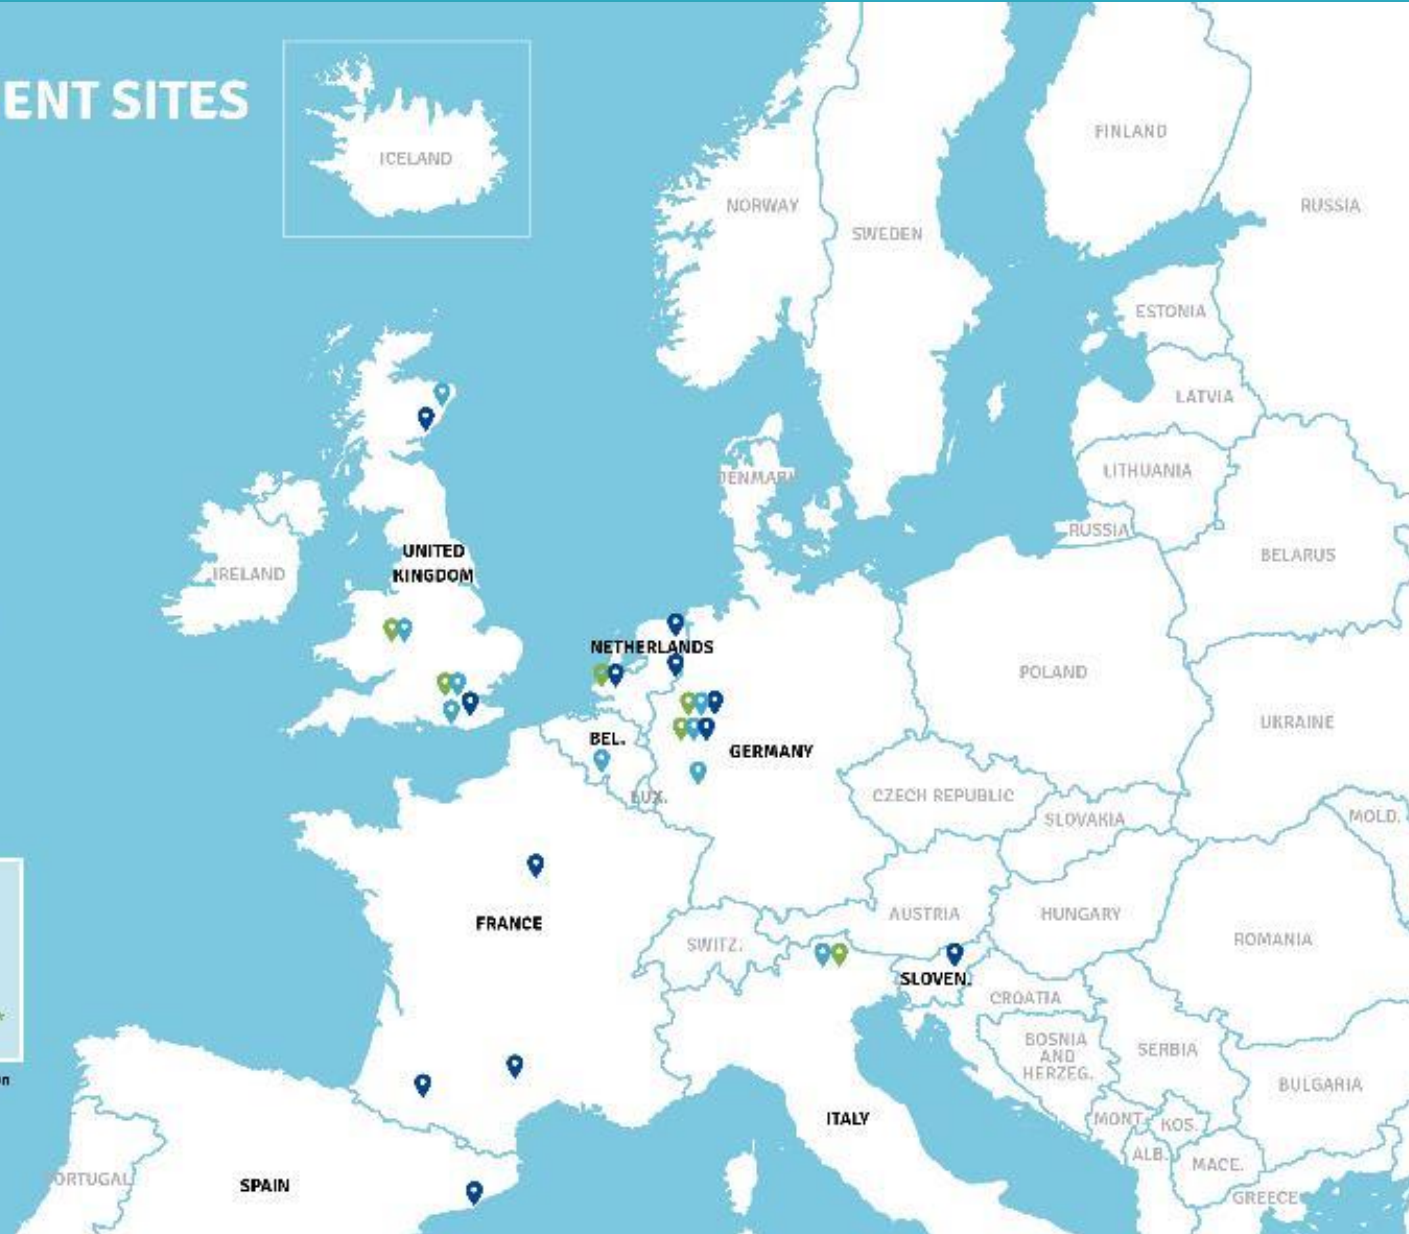 ENT SITES
ICELAND
FINLAND
NORWAY
RUSSIA
SWEDEN
ESTONIA
LATVIA
LITHUANIA
DENMARK
RUSSIA
UNITED
KINGDOM
BELARUS
IRELAND
NETHERLANDS
POLAND
UKRAINE
BEL.
GERMANY
LUX.
CZECH REPUBLIC
SLOVAKIA
MOLD.
FRANCE
AUSTRIA
HUNGARY
SWITZ.
ROMANIA
SLOVEN.
CROATIA
BOSNIA
AND
HERZEG.
SERBIA
BULGARIA
ITALY
MONT.
KOS.
ALB.
MACE.
PORTUGAL
SPAIN
GREECE